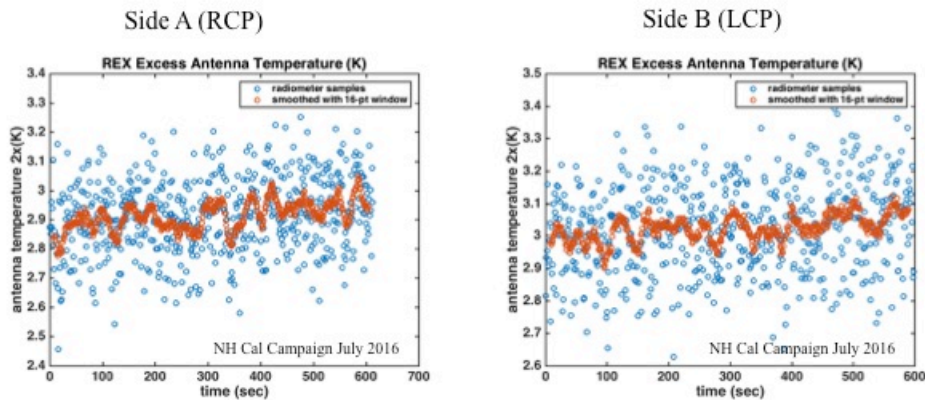 Side A (RCP)
REX Excess Antenna Temperature (K)
radiometer samples
smoothed with 16-pt window
antenna temperature 2x(K)
3.4
3.3
3.2
3.1
3
2.9
2.8
2.7
2.6
2.5
2.4
NH Cal Campaign July 2016
0 100 200 300 400 500 600 700
time (sec)
Side B (LCP)
REX Excess Antenna Temperature (K)
radiometer samples
smoothed with 16-pt window
antenna temperature 2x(K)
3.5
3.4
3.3
3.2
3.1
3
2.9
2.8
2.7
2.6
NH Cal Campaign July 2016
0 100 200 300 400 500 600
time (sec)